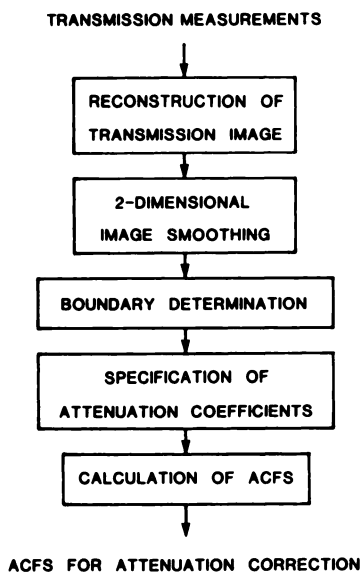 TRANSMISSION MEASUREMENTS
RECONSTRUCTION OF
TRANSMISSION IMAGE
2-DIMENSIONAL
IMAGE SMOOTHING
BOUNDARY DETERMINATION
SPECIFICATION OF
ATTENUATION COEFFICIENTS
CALCULATION OF ACFS
ACFS FOR ATTENUATION CORRECTION